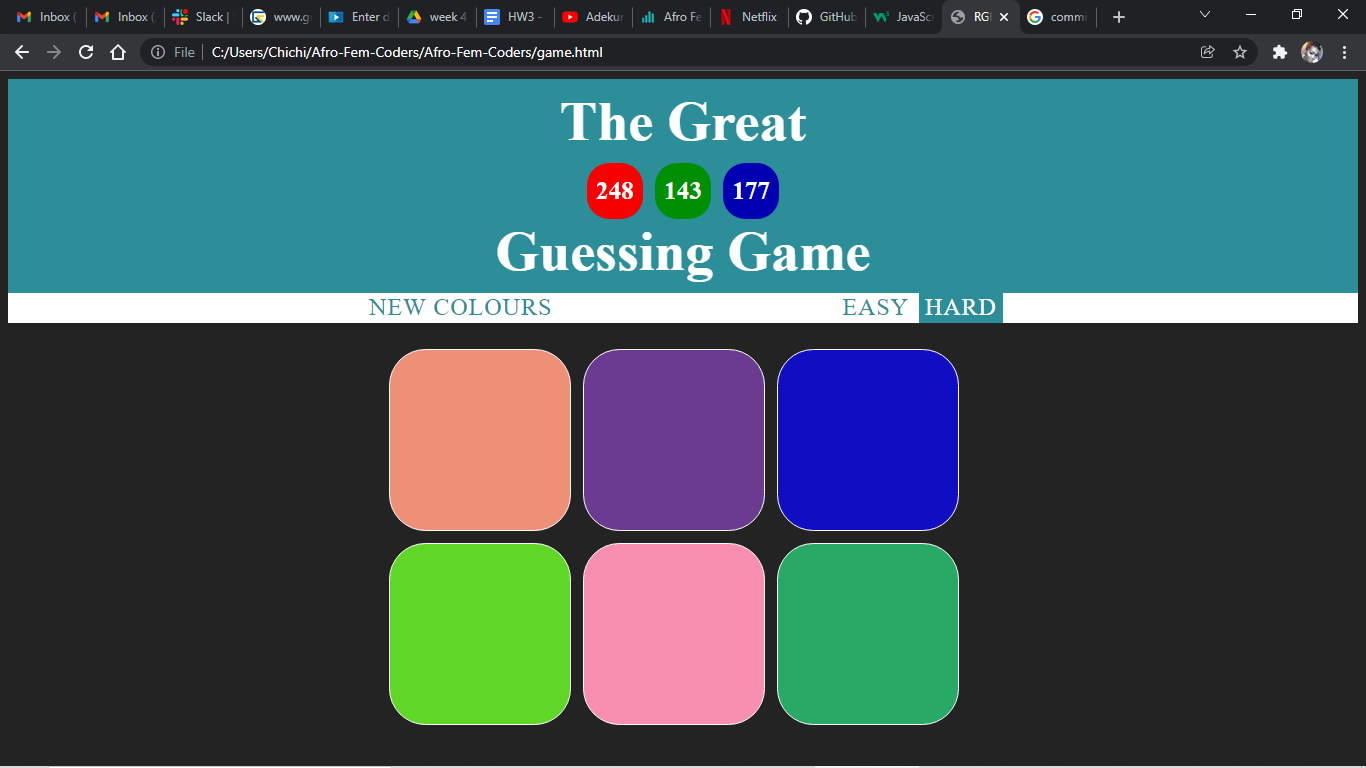 Inbox ( Inbox ( Slack | www.g Enter d week 4 HW3 - Adekur Afro Fe Netflix GitHub JavaSc RGI comm
File C:/Users/Chichi/Afro-Fem-Coders/Afro-Fem-Coders/game.html
The Great
248 143 177
Guessing Game
NEW COLOURS EASY HARD